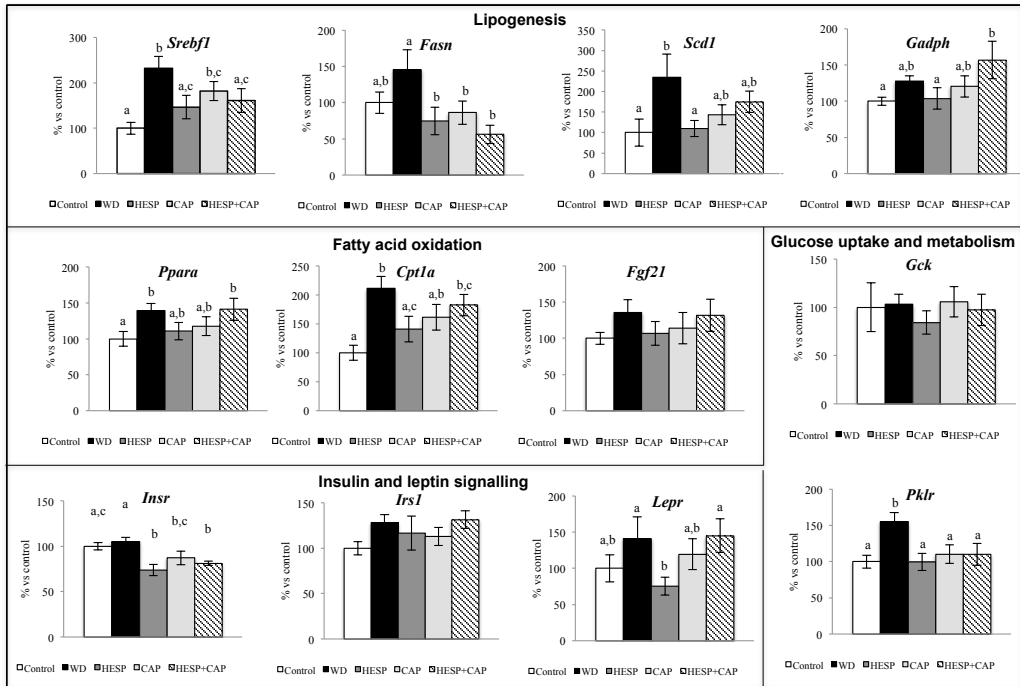 Lipogenesis
Srebf1
% vs control
300
200
100
0
a b a,c b,c a,c
Control WD HESP CAP HESP+CAP
Fasn
% vs control
200
150
100
50
0
a,b a b b b
Control WD HESP CAP HESP+CAP
Scd1
% vs control
350
300
250
200
150
100
50
0
a b a a,b a,b
Control WD HESP CAP HESP+CAP
Gadph
% vs control
200
150
100
50
0
a a,b a a,b b
Control WD HESP CAP HESP+CAP
Fatty acid oxidation
Ppara
% vs control
200
150
100
50
0
a b a,b a,b b
Control WD HESP CAP HESP+CAP
Cpt1a
% vs control
250
200
150
100
50
0
a b a,c a,b b,c
Control WD HESP CAP HESP+CAP
Fgf21
% vs control
200
150
100
50
0
Control WD HESP CAP HESP+CAP
Glucose uptake and metabolism
Gck
% vs control
150
100
50
0
Control WD HESP CAP HESP+CAP
Insulin and leptin signalling
Insr
% vs control
150
100
50
0
a,c a b b,c b
Control WD HESP CAP HESP+CAP
Irs1
% vs control
150
100
50
0
Control WD HESP CAP HESP+CAP
Lepr
% vs control
200
150
100
50
0
a,b a b a,b a
Control WD HESP CAP HESP+CAP
Pklr
% vs control
200
150
100
50
0
a b a a a
Control WD HESP CAP HESP+CAP